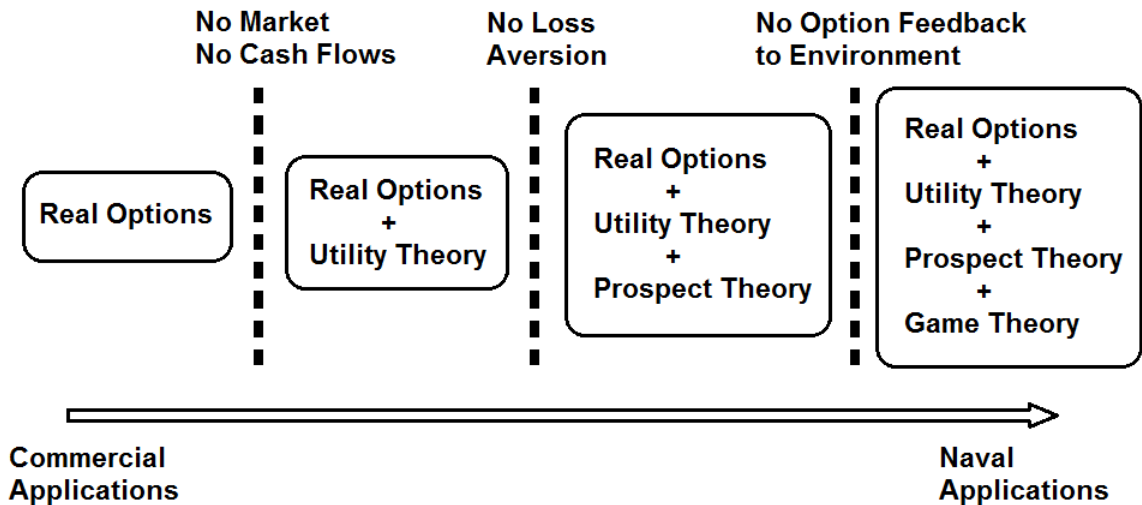 No Market
No Cash Flows
No Loss
Aversion
No Option Feedback
to Environment
Real Options
Real Options
+
Utility Theory
Real Options
+
Utility Theory
+
Prospect Theory
Real Options
+
Utility Theory
+
Prospect Theory
+
Game Theory
Commercial
Applications
Naval
Applications